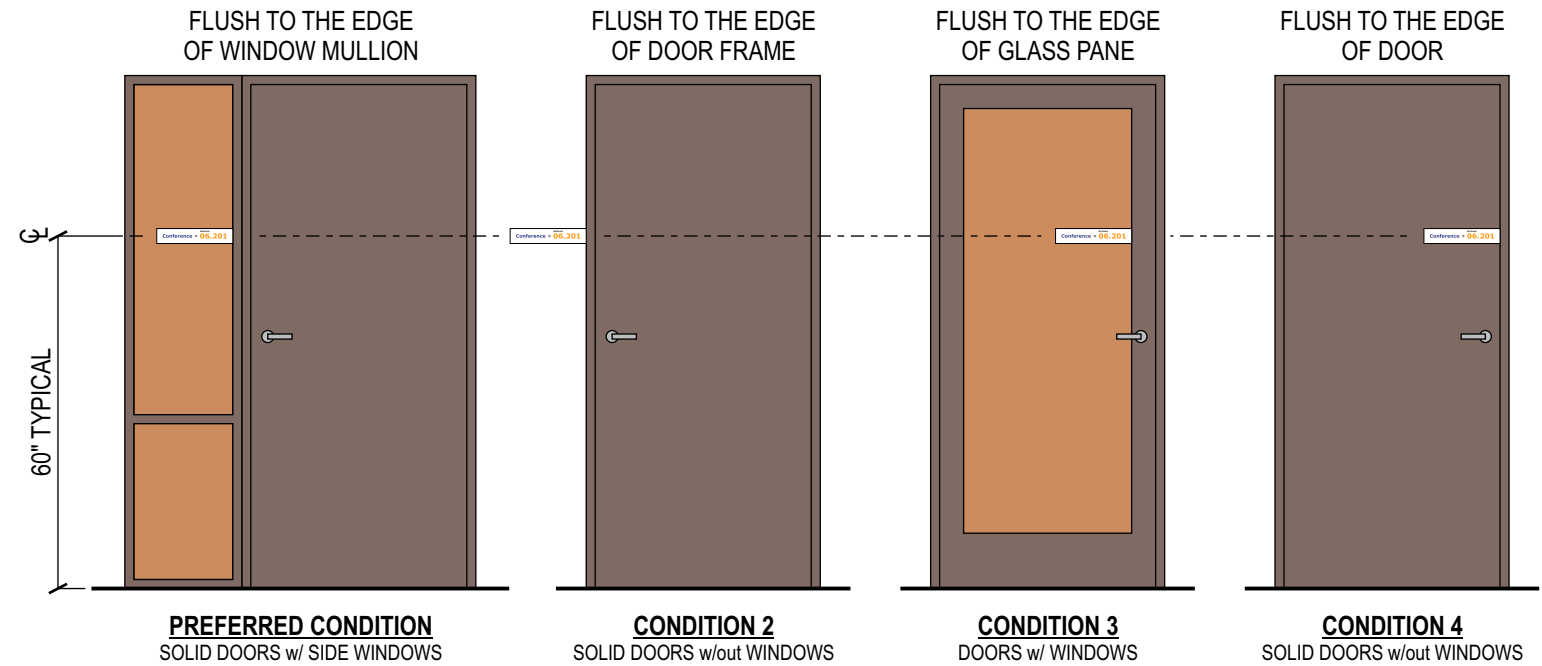 FLUSH TO THE EDGE
OF WINDOW MULLION
FLUSH TO THE EDGE
OF DOOR FRAME
FLUSH TO THE EDGE
OF GLASS PANE
FLUSH TO THE EDGE
OF DOOR
℄
60" TYPICAL
Conference • 06.201
Conference • 06.201
Conference • 06.201
Conference • 06.201
PREFERRED CONDITION
SOLID DOORS w/ SIDE WINDOWS
CONDITION 2
SOLID DOORS w/out WINDOWS
CONDITION 3
DOORS w/ WINDOWS
CONDITION 4
SOLID DOORS w/out WINDOWS